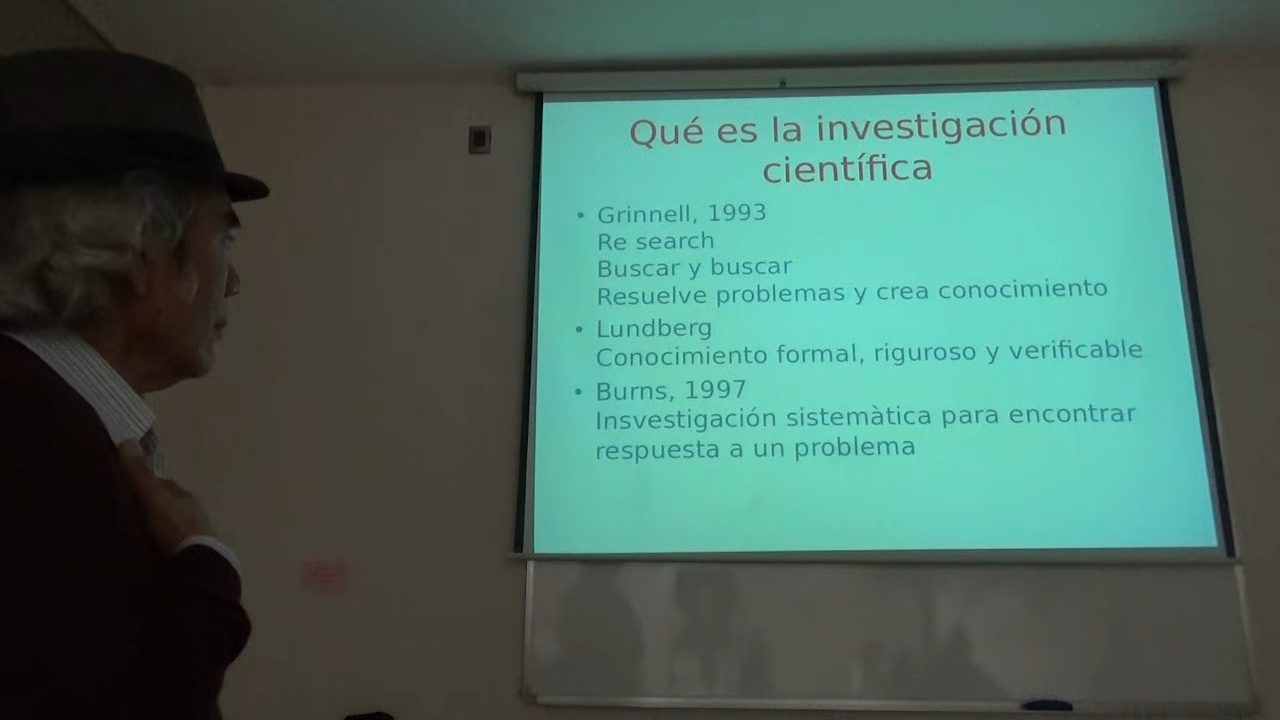 Qué es la investigación
científica
• Grinnell, 1993
Re search
Buscar y buscar
Resuelve problemas y crea conocimiento
• Lundberg
Conocimiento formal, riguroso y verificable
• Burns, 1997
Insvestigación sistemàtica para encontrar
respuesta a un problema